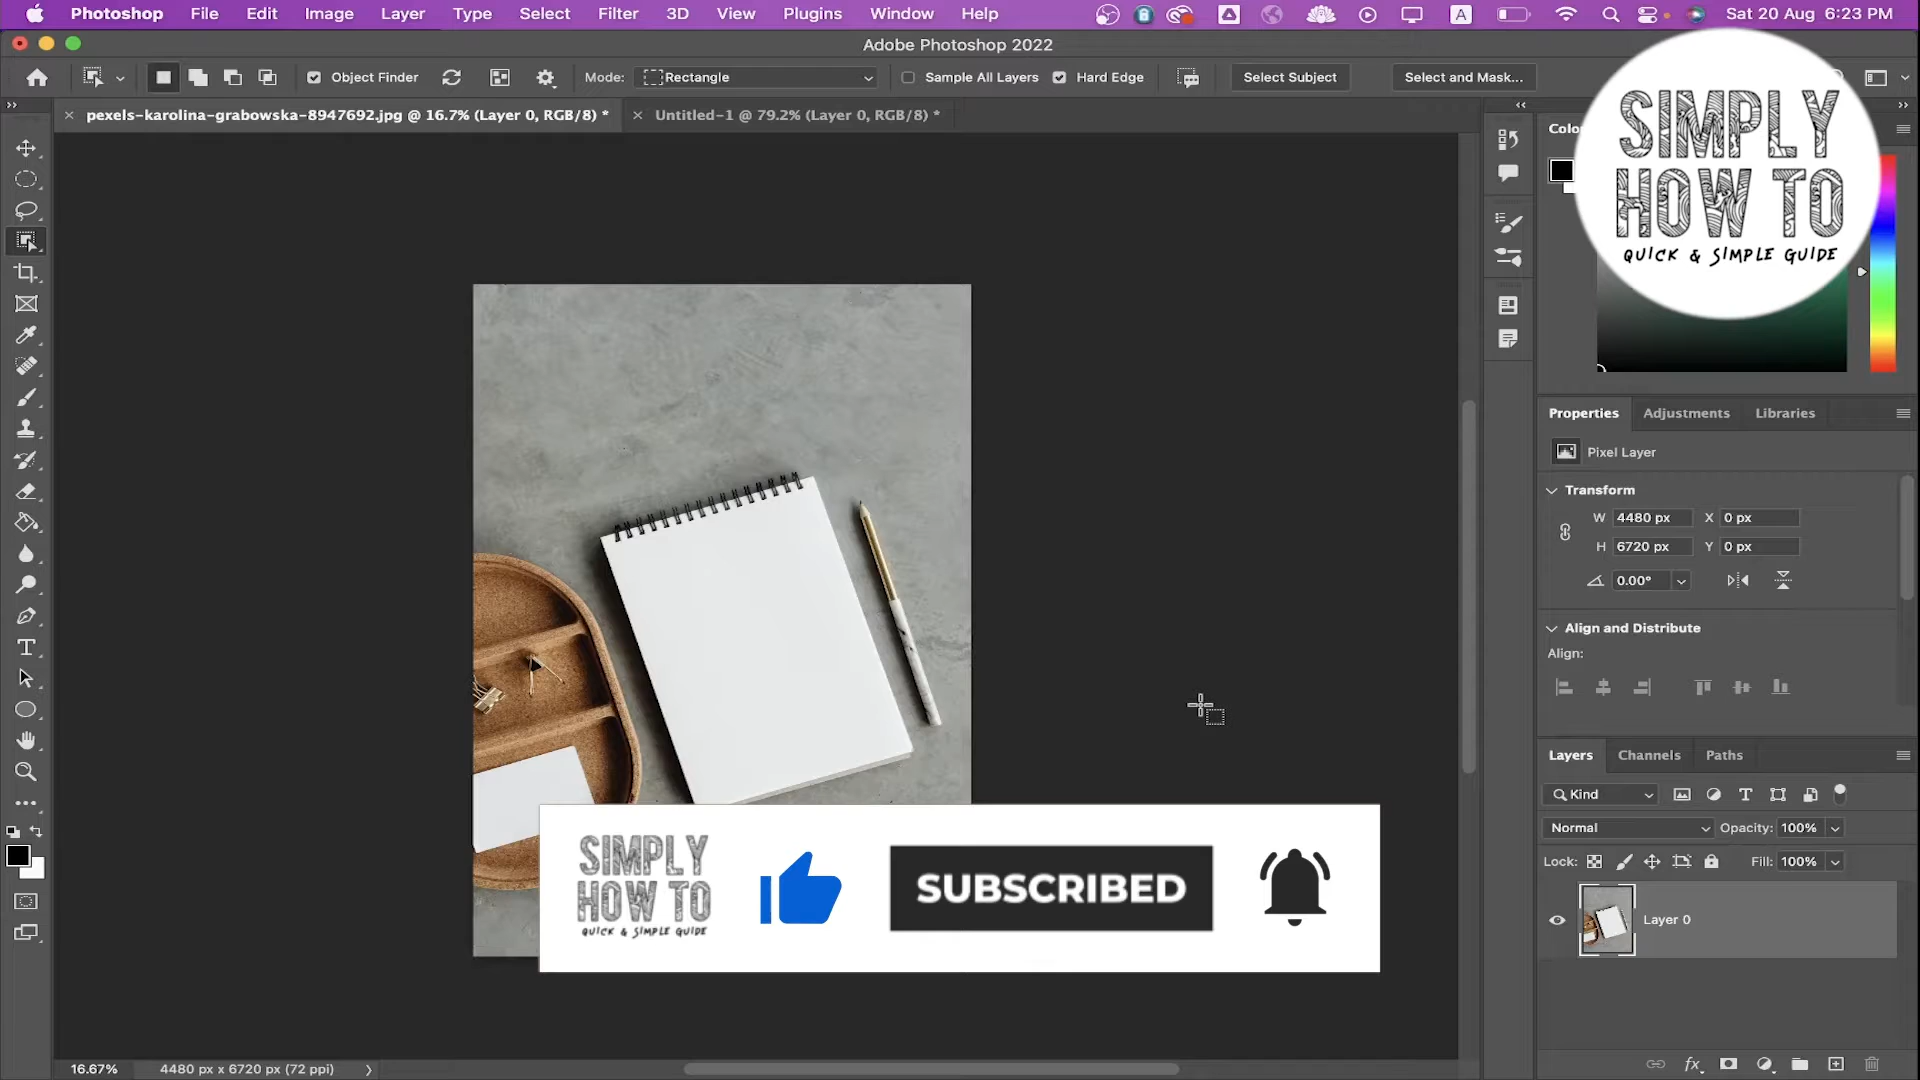 Photoshop File Edit Image Layer Type Select Filter 3D View Plugins Window Help A Sat 20 Aug 6:23 PM
Adobe Photoshop 2022
Object Finder Mode: Rectangle Sample All Layers Hard Edge Select Subject Select and Mask...
pexels-karolina-grabowska-8947692.jpg @ 16.7% (Layer 0, RGB/8) * Untitled-1 @ 79.2% (Layer 0, RGB/8) *
SIMPLY
HOW TO
QUICK & SIMPLE GUIDE
Properties Adjustments Libraries
Pixel Layer
Transform
W 4480 px X 0 px
H 6720 px Y 0 px
0.00°
Align and Distribute
Align:
Layers Channels Paths
Kind
Normal Opacity: 100%
Lock: Fill: 100%
Layer 0
SIMPLY
HOW TO
QUICK & SIMPLE GUIDE
SUBSCRIBED
16.67% 4480 px x 6720 px (72 ppi)